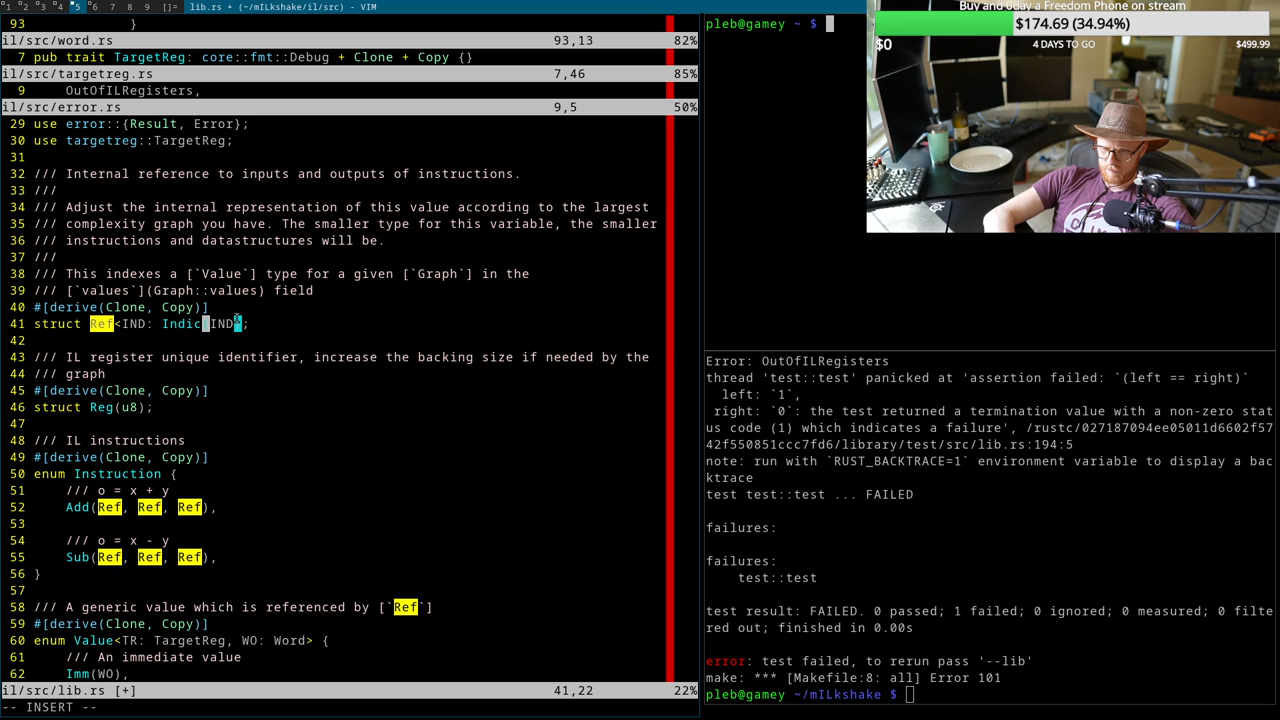 1 2 3 4 5 6 7 8 9 []= lib.rs + (~/mILkshake/il/src) - VIM
93 }
il/src/word.rs 93,13 82%
7 pub trait TargetReg: core::fmt::Debug + Clone + Copy {}
il/src/targetreg.rs 7,46 85%
9 OutOfILRegisters,
il/src/error.rs 9,5 50%
29 use error::{Result, Error};
30 use targetreg::TargetReg;
31
32 /// Internal reference to inputs and outputs of instructions.
33 ///
34 /// Adjust the internal representation of this value according to the largest
35 /// complexity graph you have. The smaller type for this variable, the smaller
36 /// instructions and datastructures will be.
37 ///
38 /// This indexes a [`Value`] type for a given [`Graph`] in the
39 /// [`values`](Graph::values) field
40 #[derive(Clone, Copy)]
41 struct Ref<IND: Indic(IND);
42
43 /// IL register unique identifier, increase the backing size if needed by the
44 /// graph
45 #[derive(Clone, Copy)]
46 struct Reg(u8);
47
48 /// IL instructions
49 #[derive(Clone, Copy)]
50 enum Instruction {
51 /// o = x + y
52 Add(Ref, Ref, Ref),
53
54 /// o = x - y
55 Sub(Ref, Ref, Ref),
56 }
57
58 /// A generic value which is referenced by [`Ref`]
59 #[derive(Clone, Copy)]
60 enum Value<TR: TargetReg, WO: Word> {
61 /// An immediate value
62 Imm(WO),
il/src/lib.rs [+] 41,22 22%
-- INSERT --
pleb@gamey ~ $
Buy and 0day a Freedom Phone on stream
$174.69 (34.94%)
$0 4 DAYS TO GO $499.99
Error: OutOfILRegisters
thread 'test::test' panicked at 'assertion failed: `(left == right)`
left: `1`,
right: `0`: the test returned a termination value with a non-zero stat
us code (1) which indicates a failure', /rustc/027187094ee05011d6602f57
42f550851ccc7fd6/library/test/src/lib.rs:194:5
note: run with `RUST_BACKTRACE=1` environment variable to display a bac
ktrace
test test::test ... FAILED
failures:
failures:
test::test
test result: FAILED. 0 passed; 1 failed; 0 ignored; 0 measured; 0 filte
red out; finished in 0.00s
error: test failed, to rerun pass '--lib'
make: *** [Makefile:8: all] Error 101
pleb@gamey ~/mILkshake $